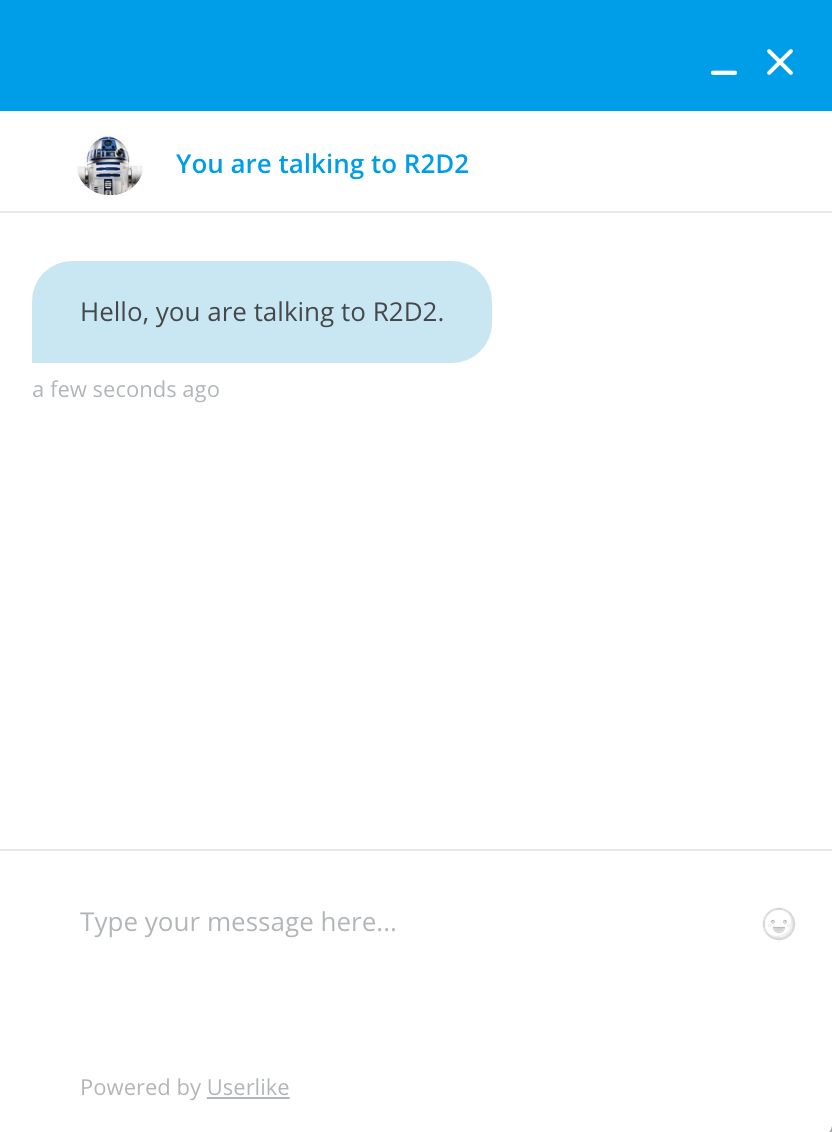 You are talking to R2D2
Hello, you are talking to R2D2.
a few seconds ago
Type your message here...
Powered by Userlike